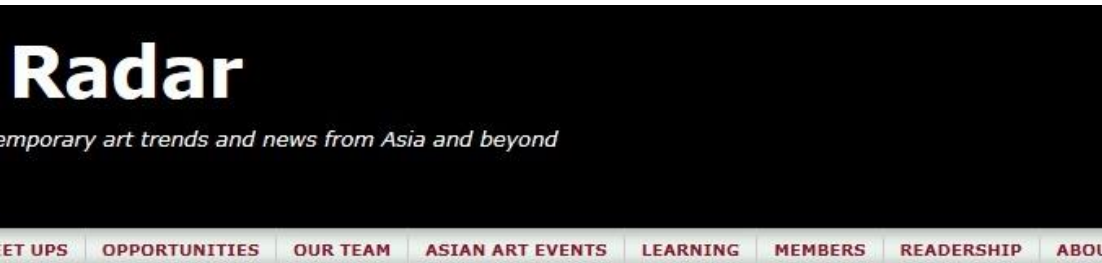 Radar
emporary art trends and news from Asia and beyond
EET UPS OPPORTUNITIES OUR TEAM ASIAN ART EVENTS LEARNING MEMBERS READERSHIP ABOU